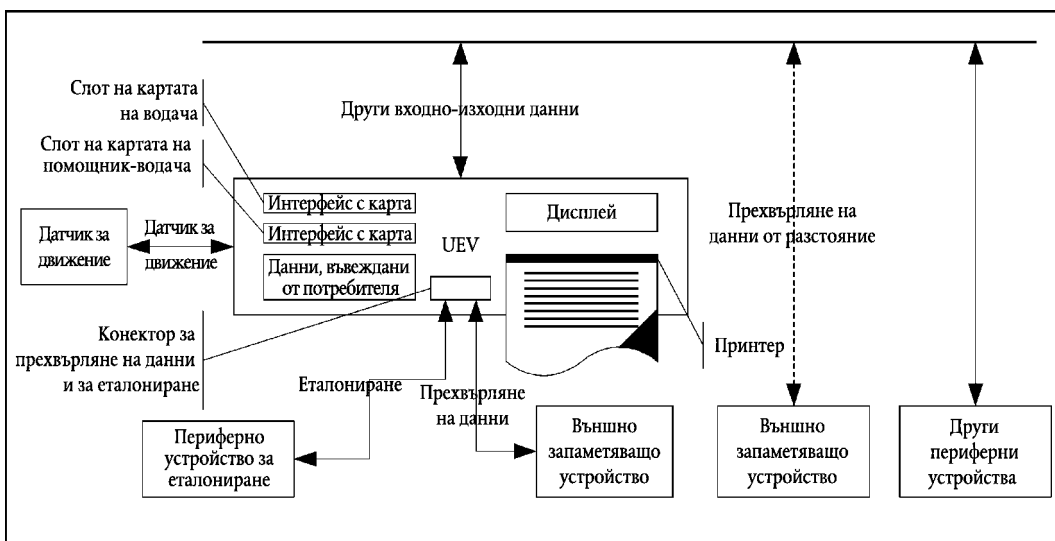 Слот на картата
на водача
Други входно-изходни данни
Слот на картата на
помощник-водача
Интерфейс с карта
Дисплей
Прехвърляне на
данни от разстояние
Датчик за
движение
Датчик за
движение
Интерфейс с карта
UEV
Данни, въвеждани
от потребителя
Конектор за
прехвърляне на данни
и за еталониране
Принтер
Еталониране
Прехвърляне
на данни
Периферно
устройство за
еталониране
Външно
запаметяващо
устройство
Външно
запаметяващо
устройство
Други
периферни
устройства